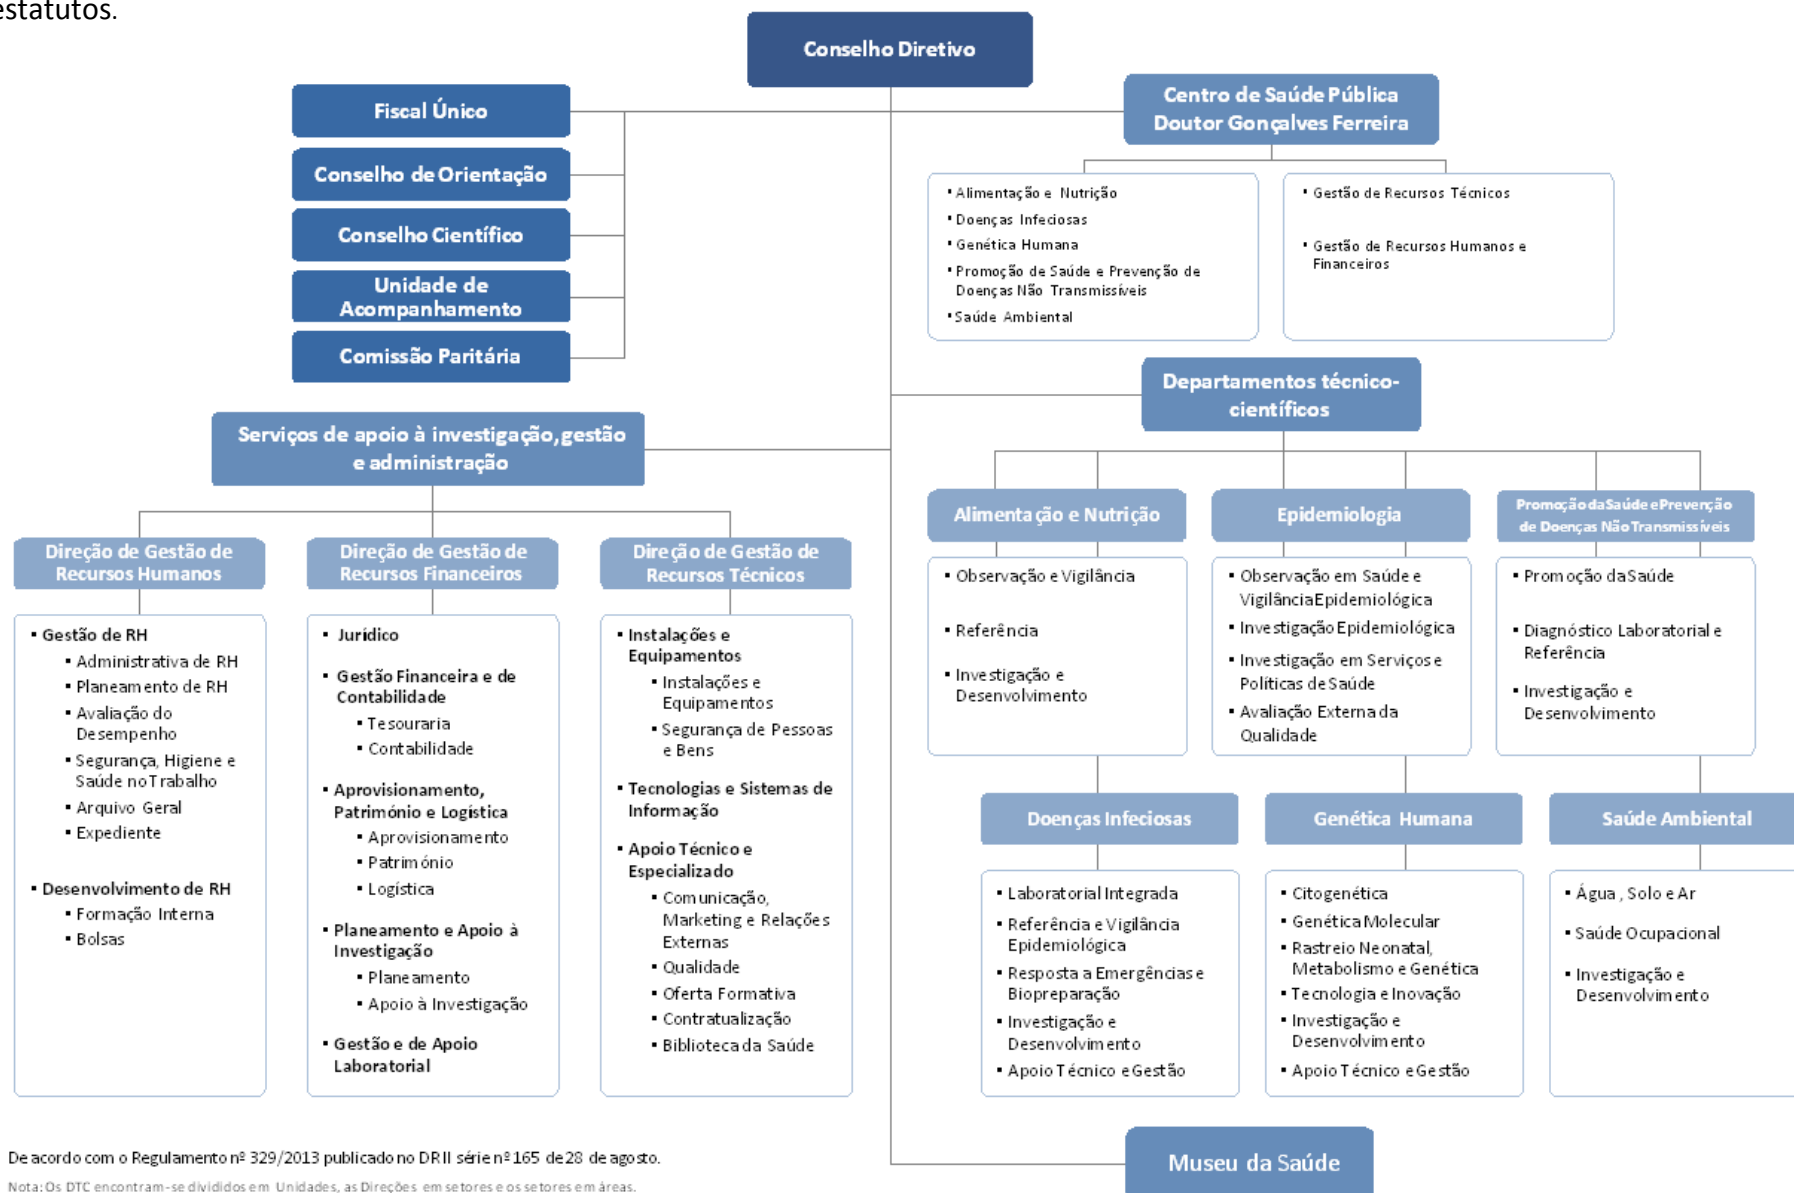 estatutos.
Conselho Diretivo
Fiscal Único
Conselho de Orientação
Conselho Científico
Unidade de
Acompanhamento
Comissão Paritária
Centro de Saúde Pública
Doutor Gonçalves Ferreira
▪ Alimentação e Nutrição
▪ Doenças Infeciosas
▪ Genética Humana
▪ Promoção de Saúde e Prevenção de
Doenças Não Transmissíveis
▪ Saúde Ambiental
▪ Gestão de Recursos Técnicos
▪ Gestão de Recursos Humanos e
Financeiros
Serviços de apoio à investigação, gestão
e administração
Direção de Gestão de
Recursos Humanos
▪ Gestão de RH
▪ Administrativa de RH
▪ Planeamento de RH
▪ Avaliação do
Desempenho
▪ Segurança, Higiene e
Saúde no Trabalho
▪ Arquivo Geral
▪ Expediente
▪ Desenvolvimento de RH
▪ Formação Interna
▪ Bolsas
Direção de Gestão de
Recursos Financeiros
▪ Jurídico
▪ Gestão Financeira e de
Contabilidade
▪ Tesouraria
▪ Contabilidade
▪ Aprovisionamento,
Património e Logística
▪ Aprovisionamento
▪ Património
▪ Logística
▪ Planeamento e Apoio à
Investigação
▪ Planeamento
▪ Apoio à Investigação
▪ Gestão e de Apoio
Laboratorial
Direção de Gestão de
Recursos Técnicos
▪ Instalações e
Equipamentos
▪ Instalações e
Equipamentos
▪ Segurança de Pessoas
e Bens
▪ Tecnologias e Sistemas de
Informação
▪ Apoio Técnico e
Especializado
▪ Comunicação,
Marketing e Relações
Externas
▪ Qualidade
▪ Oferta Formativa
▪ Contratualização
▪ Biblioteca da Saúde
Departamentos técnico-
científicos
Alimentação e Nutrição
▪ Observação e Vigilância
▪ Referência
▪ Investigação e
Desenvolvimento
Epidemiologia
▪ Observação em Saúde e
Vigilância Epidemiológica
▪ Investigação Epidemiológica
▪ Investigação em Serviços e
Políticas de Saúde
▪ Avaliação Externa da
Qualidade
Promoção da Saúde e Prevenção
de Doenças Não Transmissíveis
▪ Promoção da Saúde
▪ Diagnóstico Laboratorial e
Referência
▪ Investigação e
Desenvolvimento
Doenças Infeciosas
▪ Laboratorial Integrada
▪ Referência e Vigilância
Epidemiológica
▪ Resposta a Emergências e
Biopreparação
▪ Investigação e
Desenvolvimento
▪ Apoio Técnico e Gestão
Genética Humana
▪ Citogenética
▪ Genética Molecular
▪ Rastreio Neonatal,
Metabolismo e Genética
▪ Tecnologia e Inovação
▪ Investigação e
Desenvolvimento
▪ Apoio Técnico e Gestão
Saúde Ambiental
▪ Água , Solo e Ar
▪ Saúde Ocupacional
▪ Investigação e
Desenvolvimento
Museu da Saúde
De acordo com o Regulamento nº 329/2013 publicado no DR II série nº 165 de 28 de agosto.
Nota: Os DTC encontram-se divididos em Unidades, as Direções em setores e os setores em áreas.